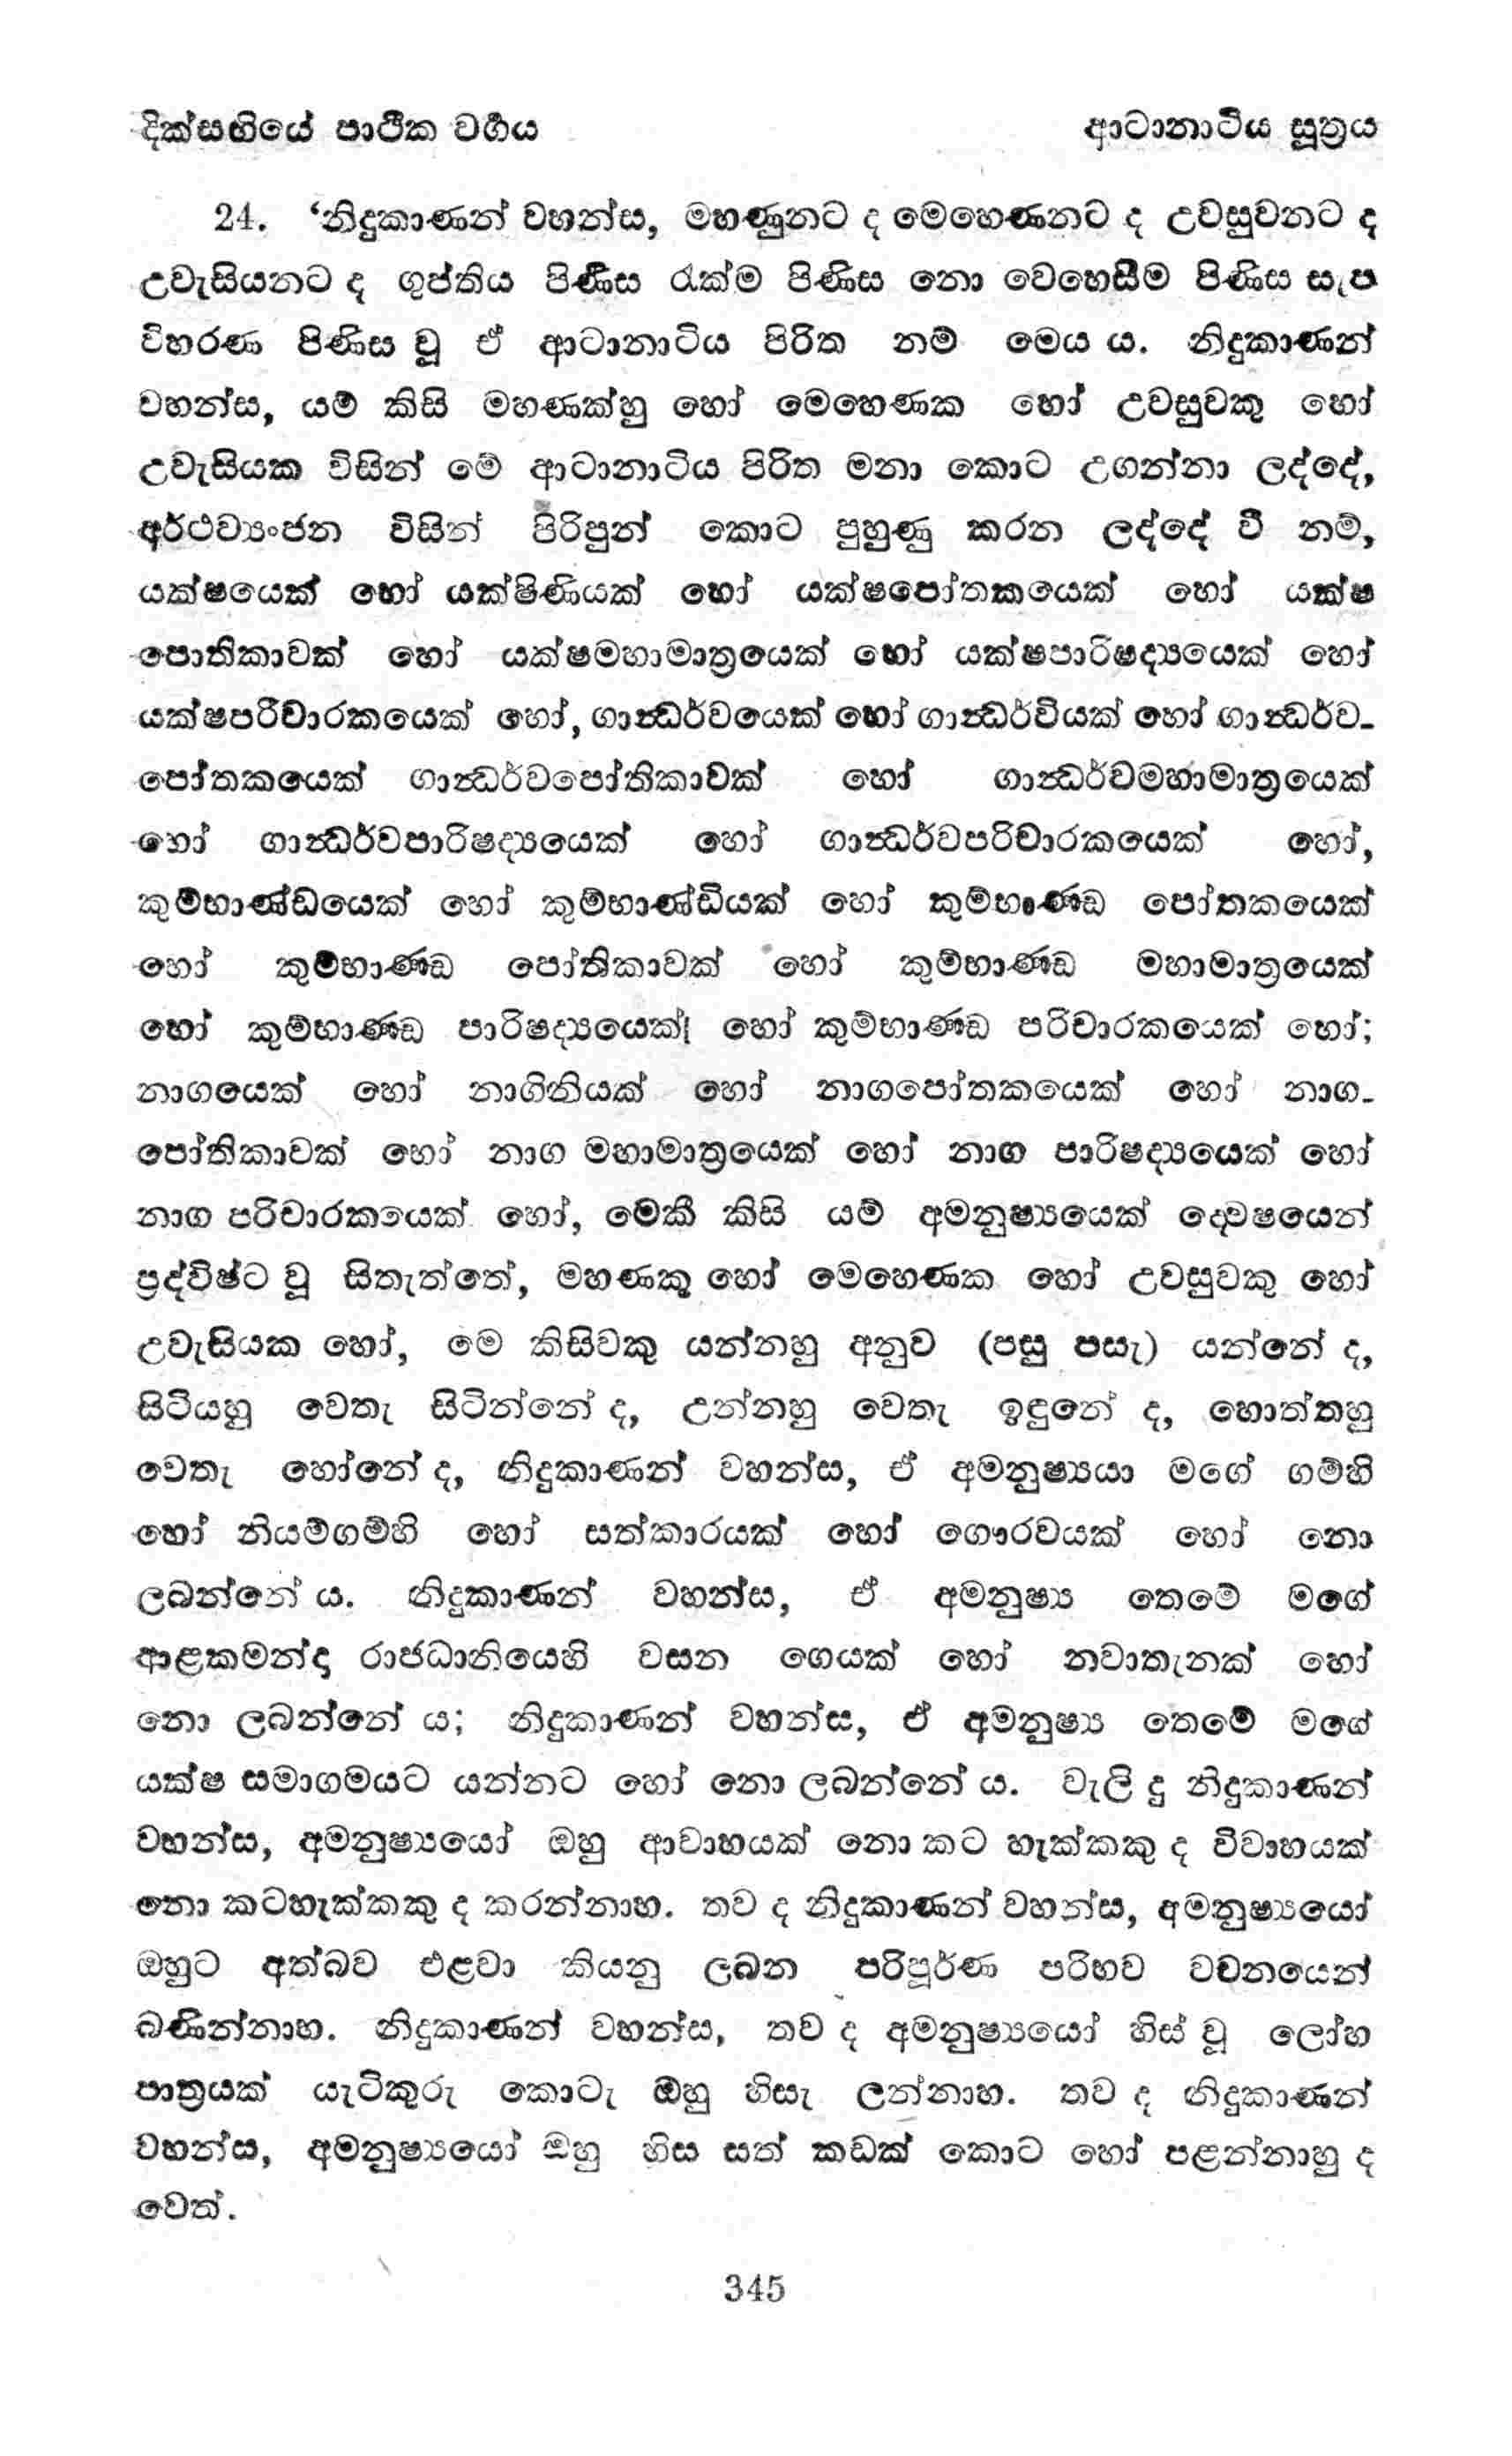 දික්සඟියේ පාථික වර්‍ගය
ආටානාටිය සූත්‍රය
24. ‘නිදුකාණන් වහන්ස, මහණුනට ද මෙහෙණනට ද උවසුවනට ද
උවැසියනට ද ගුප්තිය පිණිස රැක්ම පිණිස නො වෙහෙසීම පිණිස සැප
විහරණ පිණිස වූ ඒ ආටානාටිය පිරිත නම් මෙය ය. නිදුකාණන්
වහන්ස, යම් කිසි මහණක්හු හෝ මෙහෙණක හෝ උවසුවකු හෝ
උවැසියක විසින් මේ ආටානාටිය පිරිත මනා කොට උගන්නා ලද්දේ,
අර්ථව්‍යංජන විසින් පිරිපුන් කොට පුහුණු කරන ලද්දේ වී නම්,
යක්ෂයෙක් හෝ යක්ෂිණියක් හෝ යක්ෂපෝතකයෙක් හෝ යක්ෂ
පොතිකාවක් හෝ යක්ෂමහාමාත්‍රයෙක් හෝ යක්ෂපාරිෂද්‍යයෙක් හෝ
යක්ෂපරිචාරකයෙක් හෝ, ගාන්‍ධර්වයෙක් හෝ ගාන්‍ධර්වියක් හෝ ගාන්‍ධර්ව-
පෝතකයෙක් ගාන්‍ධර්වපෝතිකාවක් හෝ ගාන්‍ධර්වමහාමාත්‍රයෙක්
හෝ ගාන්‍ධර්වපාරිෂද්‍යයෙක් හෝ ගාන්‍ධර්වපරිචාරකයෙක් හෝ,
කුම්භාණ්ඩයෙක් හෝ කුම්භාණ්ඩියක් හෝ කුම්භාණ්‍ඩ පෝතකයෙක්
හෝ කුම්භාණ්‍ඩ පෝතිකාවක් හෝ කුම්භාණ්‍ඩ මහාමාත්‍රයෙක්
හෝ කුම්භාණ්‍ඩ පාරිෂද්‍යයෙක් හෝ කුම්භාණ්‍ඩ පරිචාරකයෙක් හෝ;
නාගයෙක් හෝ නාගිනියක් හෝ නාගපෝතකයෙක් හෝ නාග-
පෝතිකාවක් හෝ නාග මහාමාත්‍රයෙක් හෝ නාග පාරිෂද්‍යයෙක් හෝ
නාග පරිචාරකයෙක් හෝ, මෙකී කිසි යම් අමනුෂ්‍යයෙක් ද්‍වේෂයෙන්
ප්‍රද්විෂ්ට වූ සිතැත්තේ, මහණකු හෝ මෙහෙණක හෝ උවසුවකු හෝ
උවැසියක හෝ, මෙ කිසිවකු යන්නහු අනුව (පසු පසැ) යන්නේ ද,
සිටියහු වෙතැ සිටින්නේ ද, උන්නහු වෙතැ ඉඳුනේ ද, හොත්තහු
වෙතැ හෝනේ ද, නිදුකාණන් වහන්ස, ඒ අමනුෂ්‍යයා මගේ ගම්හි
හෝ නියම්ගම්හි හෝ සත්කාරයක් හෝ ගෞරවයක් හෝ නො
ලබන්නේ ය. නිදුකාණන් වහන්ස, ඒ අමනුෂ්‍ය තෙමේ මගේ
ආළකමන්දා රාජධානියෙහි වසන ගෙයක් හෝ නවාතැනක් හෝ
නො ලබන්නේ ය; නිදුකාණන් වහන්ස, ඒ අමනුෂ්‍ය තෙමේ මගේ
යක්ෂ සමාගමයට යන්නට හෝ නො ලබන්නේ ය. වැලි දු නිදුකාණන්
වහන්ස, අමනුෂ්‍යයෝ ඔහු ආවාහයක් නො කට හැක්කකු ද විවාහයක්
නො කටහැක්කකු ද කරන්නාහ. තව ද නිදුකාණන් වහන්ස, අමනුෂ්‍යයෝ
ඔහුට අත්බව එළවා කියනු ලබන පරිපූර්ණ පරිභව වචනයෙන්
බණින්නාහ. නිදුකාණන් වහන්ස, තව ද අමනුෂ්‍යයෝ හිස් වූ ලෝහ
පාත්‍රයක් යැටිකුරු කොටැ ඔහු හිසැ ලන්නාහ. තව ද නිදුකාණන්
වහන්ස, අමනුෂ්‍යයෝ ඔහු හිස සත් කඩක් කොට හෝ පළන්නාහු ද
වෙත්.
345